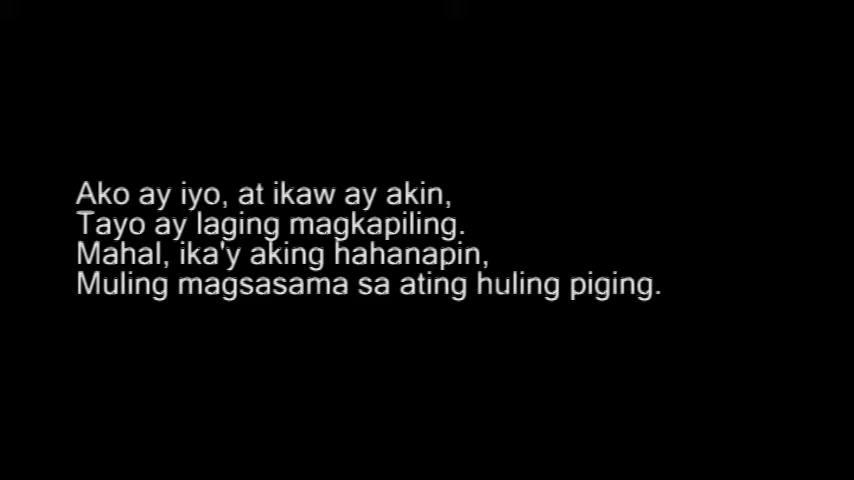 Ako ay iyo, at ikaw ay akin,
Tayo ay laging magkapiling.
Mahal, ika'y aking hahanapin,
Muling magsasama sa ating huling piging.